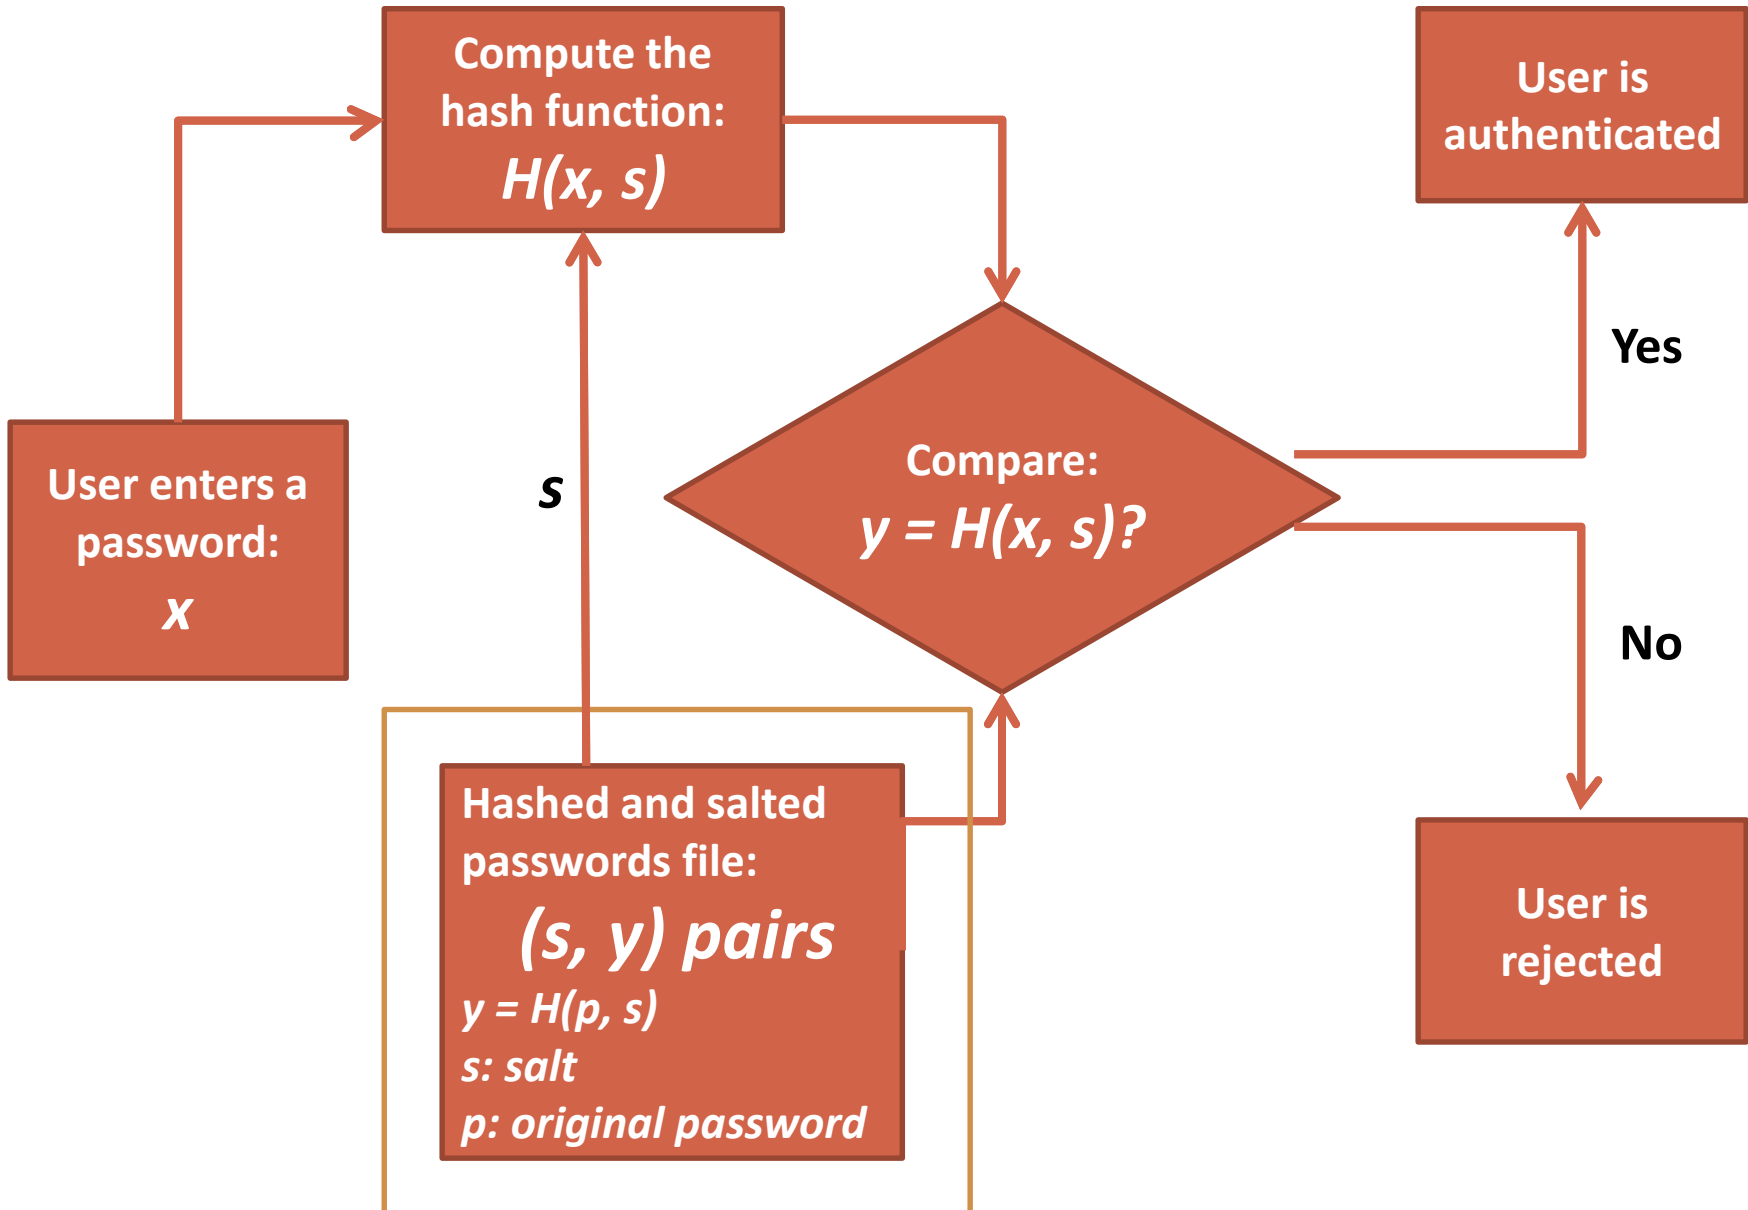 Compute the
hash function:
H(x, s)
User is
authenticated
Yes
User enters a
password:
x
s
Compare:
y = H(x, s)?
No
Hashed and salted
passwords file:
(s, y) pairs
y = H(p, s)
s: salt
p: original password
User is
rejected